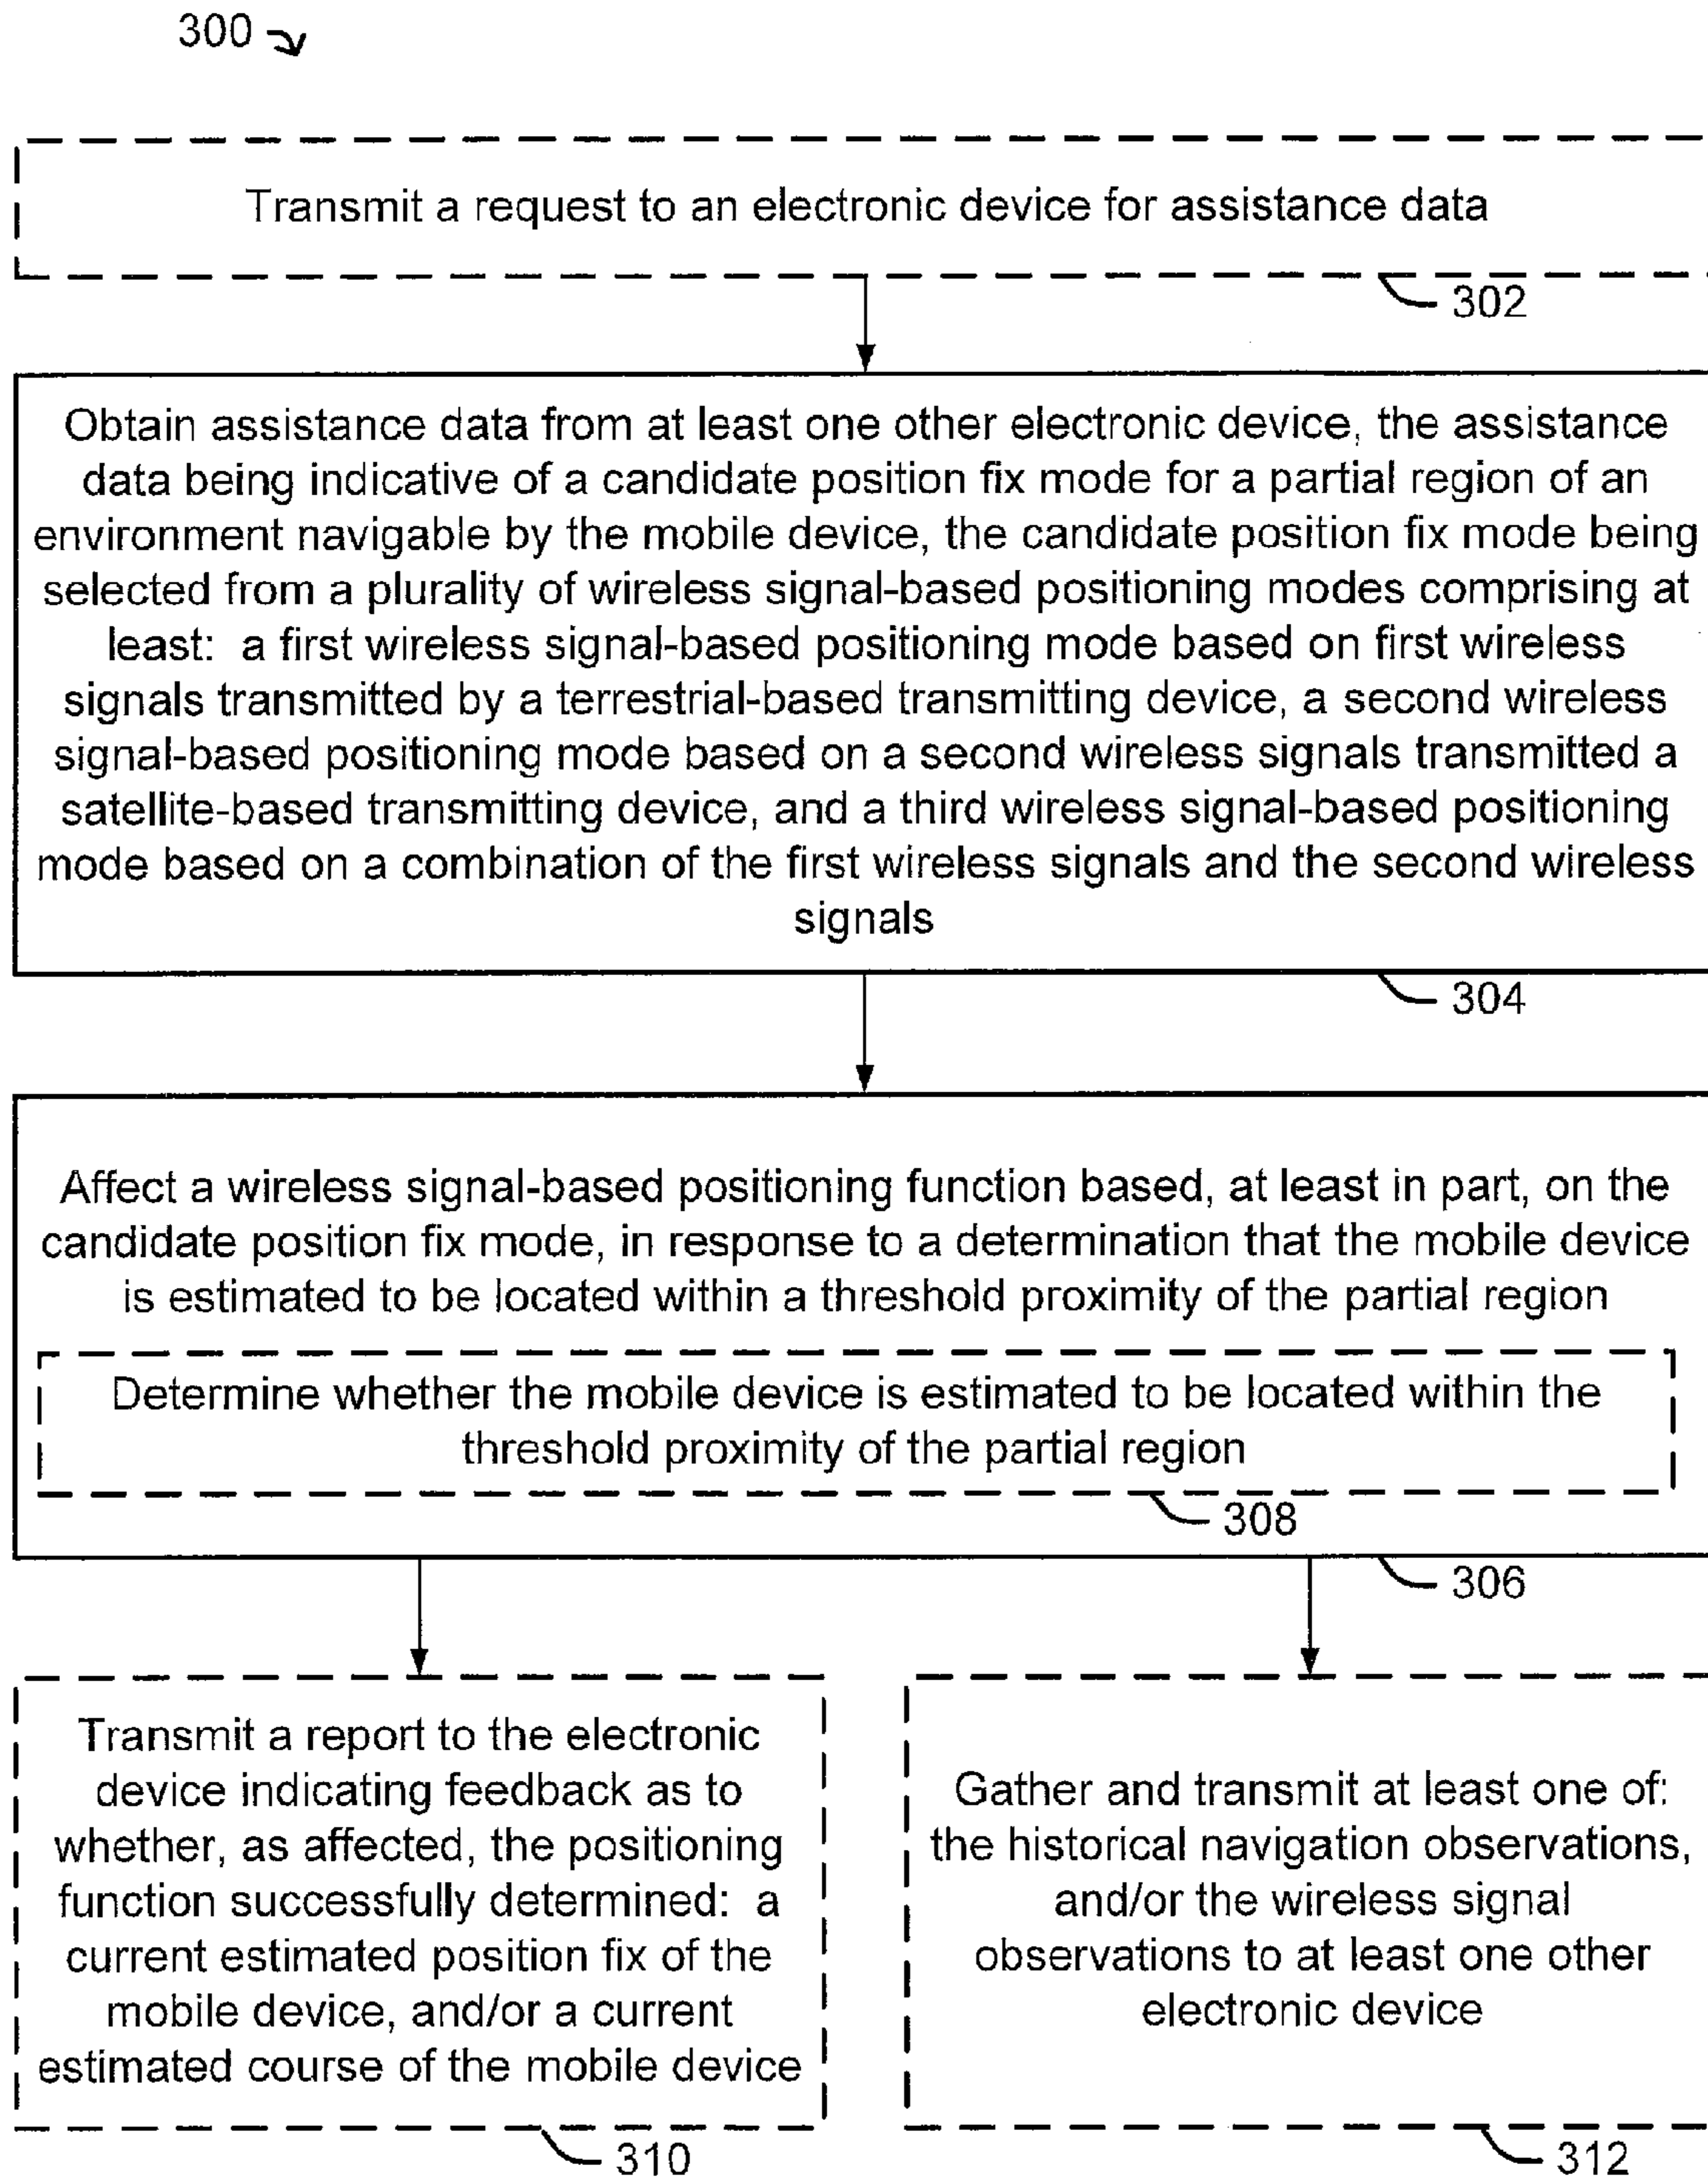 300
Transmit a request to an electronic device for assistance data
302
Obtain assistance data from at least one other electronic device, the assistance
data being indicative of a candidate position fix mode for a partial region of an
environment navigable by the mobile device, the candidate position fix mode being
selected from a plurality of wireless signal-based positioning modes comprising at
least: a first wireless signal-based positioning mode based on first wireless
signals transmitted by a terrestrial-based transmitting device, a second wireless
signal-based positioning mode based on a second wireless signals transmitted a
satellite-based transmitting device, and a third wireless signal-based positioning
mode based on a combination of the first wireless signals and the second wireless
signals
304
Affect a wireless signal-based positioning function based, at least in part, on the
candidate position fix mode, in response to a determination that the mobile device
is estimated to be located within a threshold proximity of the partial region
Determine whether the mobile device is estimated to be located within the
threshold proximity of the partial region
308
306
Transmit a report to the electronic
device indicating feedback as to
whether, as affected, the positioning
function successfully determined: a
current estimated position fix of the
mobile device, and/or a current
estimated course of the mobile device
310
Gather and transmit at least one of:
the historical navigation observations,
and/or the wireless signal
observations to at least one other
electronic device
312